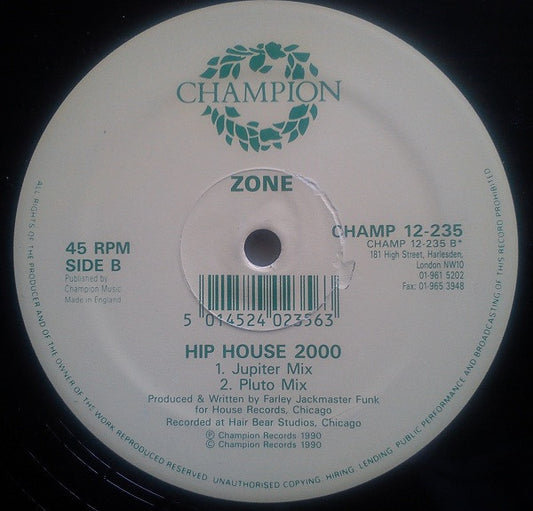 CHAMPION
ZONE
45 RPM
SIDE B
Published by
Champion Music
Made in England
CHAMP 12-235
CHAMP 12-235 B*
181 High Street, Harlesden,
London NW10
01-961 5202
Fax: 01-965 3948
5 014524 023563
HIP HOUSE 2000
1. Jupiter Mix
2. Pluto Mix
Produced & Written by Farley Jackmaster Funk
for House Records, Chicago
Recorded at Hair Bear Studios, Chicago
℗ Champion Records 1990
© Champion Records 1990
ALL RIGHTS OF THE PRODUCER AND OF THE OWNER OF THE WORK REPRODUCED RESERVED. UNAUTHORISED COPYING, HIRING, LENDING, PUBLIC PERFORMANCE AND BROADCASTING OF THIS RECORD PROHIBITED